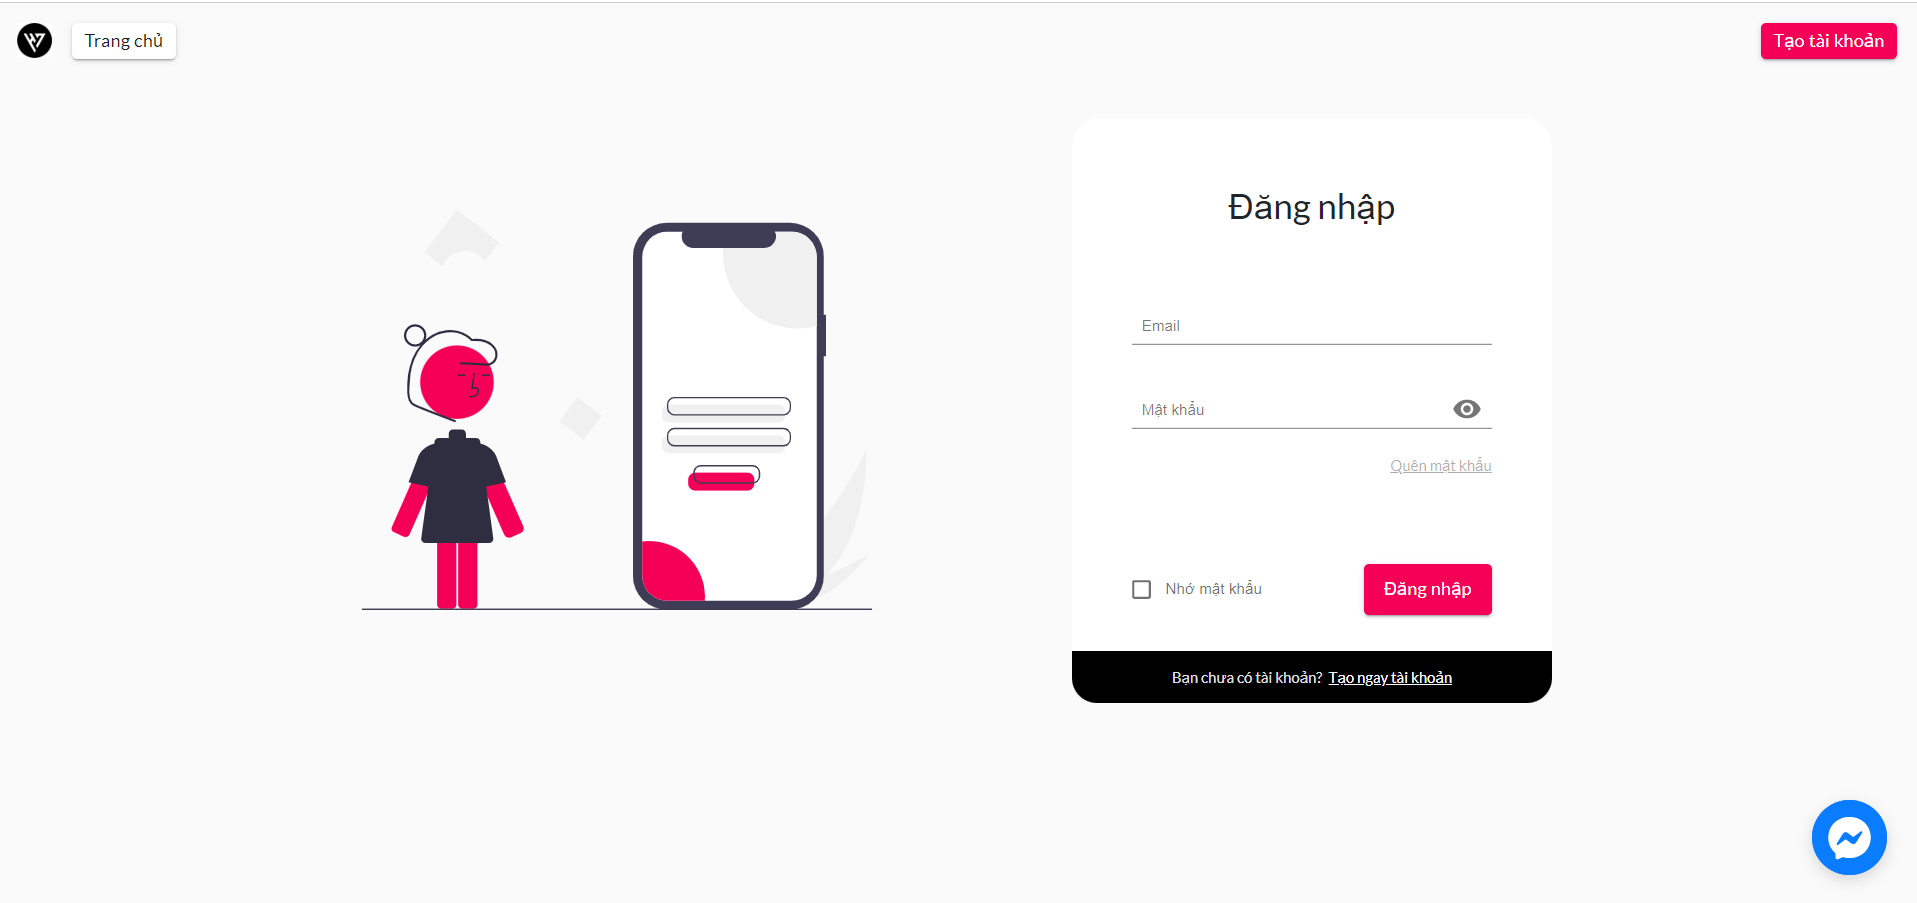 Trang chủ
Tạo tài khoản
Đăng nhập
Email
Mật khẩu
Quên mật khẩu
Nhớ mật khẩu
Đăng nhập
Bạn chưa có tài khoản? Tạo ngay tài khoản